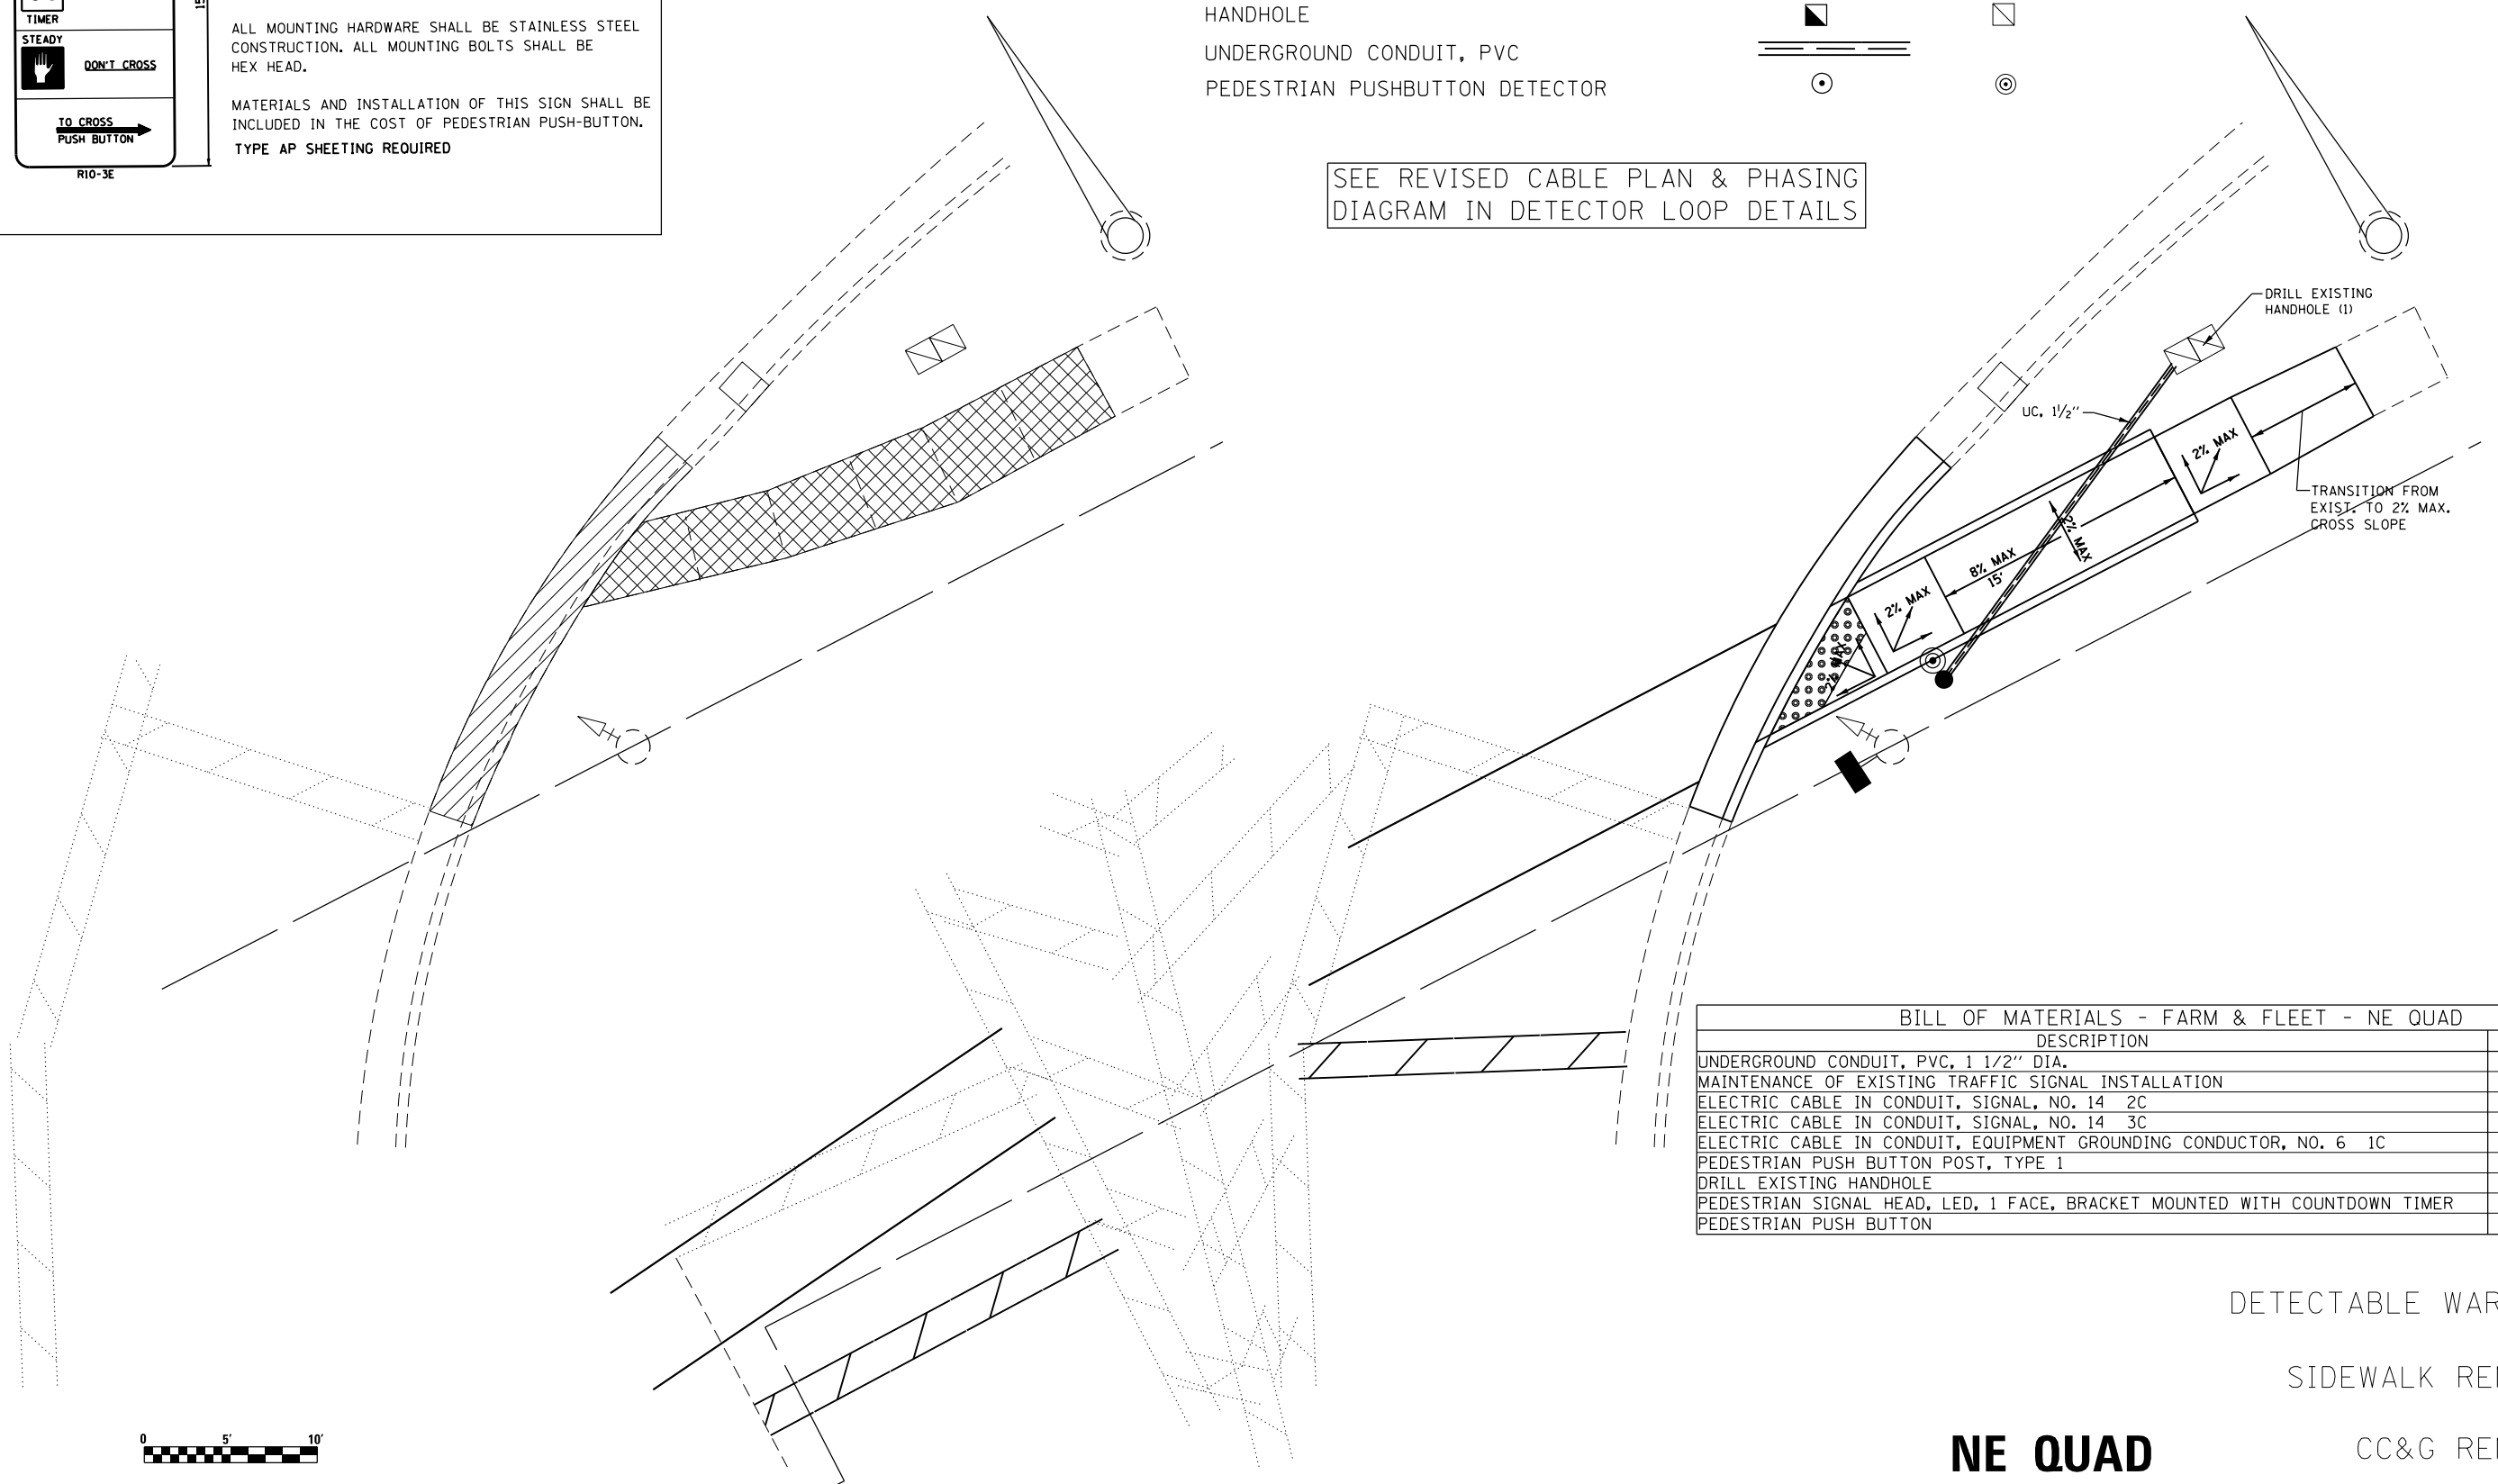 TIMER
STEADY
DON'T CROSS
TO CROSS
PUSH BUTTON
R10-3E
ALL MOUNTING HARDWARE SHALL BE STAINLESS STEEL
CONSTRUCTION. ALL MOUNTING BOLTS SHALL BE
HEX HEAD.
MATERIALS AND INSTALLATION OF THIS SIGN SHALL BE
INCLUDED IN THE COST OF PEDESTRIAN PUSH-BUTTON.
TYPE AP SHEETING REQUIRED
HANDHOLE
UNDERGROUND CONDUIT, PVC
PEDESTRIAN PUSHBUTTON DETECTOR
SEE REVISED CABLE PLAN & PHASING
DIAGRAM IN DETECTOR LOOP DETAILS
DRILL EXISTING
HANDHOLE (1)
UC, 1½"
2% MAX
TRANSITION FROM
EXIST. TO 2% MAX.
CROSS SLOPE
2% MAX
8% MAX
15'
2% MAX
2% MAX
BILL OF MATERIALS - FARM & FLEET - NE QUAD
DESCRIPTION
UNDERGROUND CONDUIT, PVC, 1 1/2" DIA.
MAINTENANCE OF EXISTING TRAFFIC SIGNAL INSTALLATION
ELECTRIC CABLE IN CONDUIT, SIGNAL, NO. 14 2C
ELECTRIC CABLE IN CONDUIT, SIGNAL, NO. 14 3C
ELECTRIC CABLE IN CONDUIT, EQUIPMENT GROUNDING CONDUCTOR, NO. 6 1C
PEDESTRIAN PUSH BUTTON POST, TYPE 1
DRILL EXISTING HANDHOLE
PEDESTRIAN SIGNAL HEAD, LED, 1 FACE, BRACKET MOUNTED WITH COUNTDOWN TIMER
PEDESTRIAN PUSH BUTTON
DETECTABLE WAR
SIDEWALK RE
CC&G RE
0 5' 10'
NE QUAD